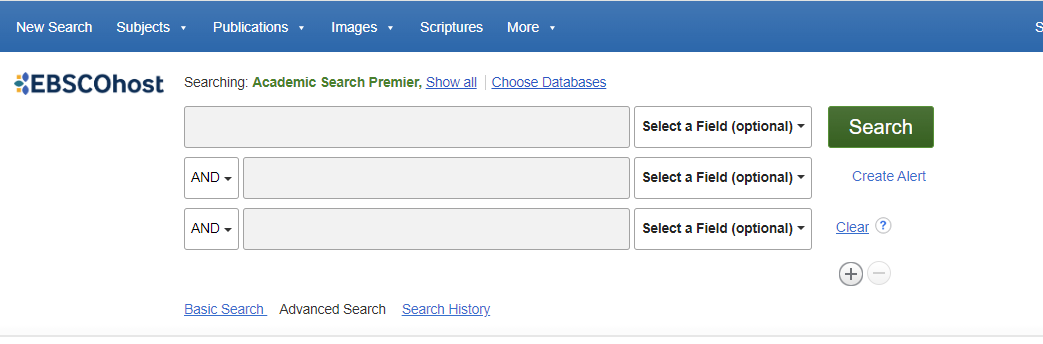 New Search Subjects Publications Images Scriptures More S
EBSCOhost Searching: Academic Search Premier, Show all Choose Databases
Select a Field (optional) Search
AND Select a Field (optional) Create Alert
AND Select a Field (optional) Clear ?
Basic Search Advanced Search Search History